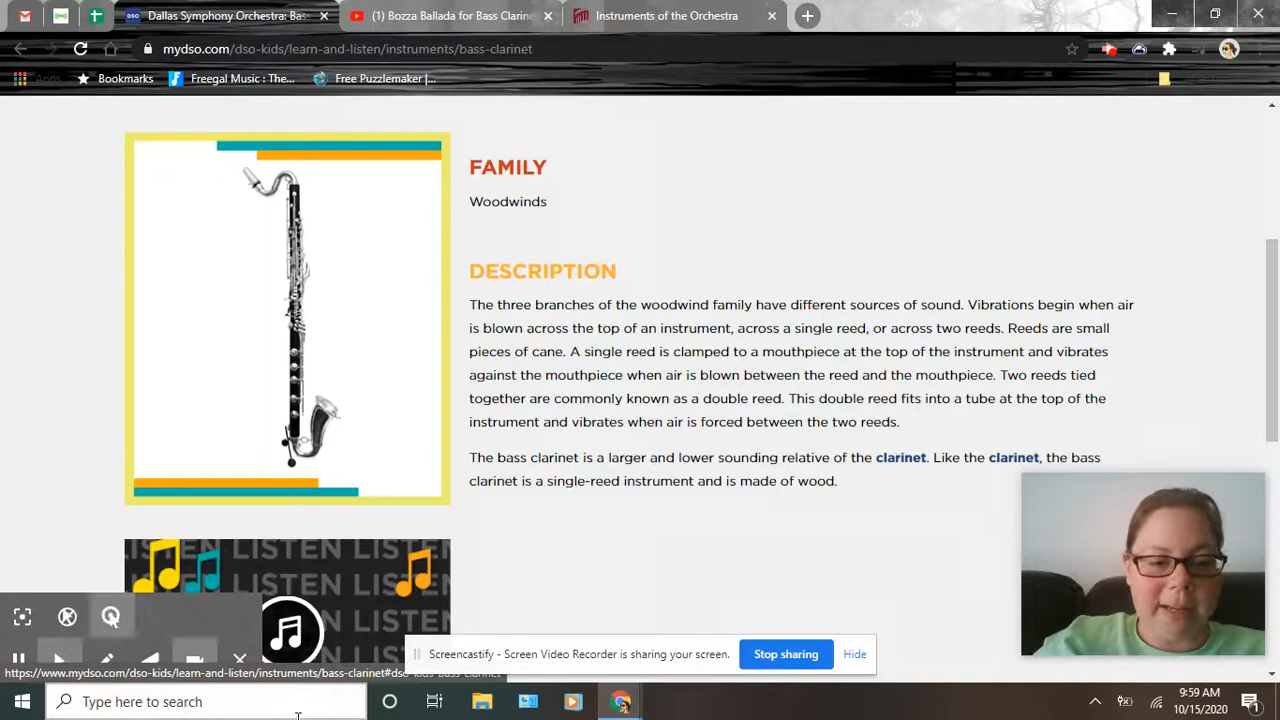 Dallas Symphony Orchestra: Bas
(1) Bozza Ballada for Bass Clarine
Instruments of the Orchestra
mydso.com/dso-kids/learn-and-listen/instruments/bass-clarinet
Apps
Bookmarks
Freegal Music : The...
Free Puzzlemaker |...
FAMILY
Woodwinds
DESCRIPTION
The three branches of the woodwind family have different sources of sound. Vibrations begin when air
is blown across the top of an instrument, across a single reed, or across two reeds. Reeds are small
pieces of cane. A single reed is clamped to a mouthpiece at the top of the instrument and vibrates
against the mouthpiece when air is blown between the reed and the mouthpiece. Two reeds tied
together are commonly known as a double reed. This double reed fits into a tube at the top of the
instrument and vibrates when air is forced between the two reeds.
The bass clarinet is a larger and lower sounding relative of the clarinet. Like the clarinet, the bass
clarinet is a single-reed instrument and is made of wood.
LISTEN LISTEN LISTEN
LISTEN LISTEN
Screencastify - Screen Video Recorder is sharing your screen.
Stop sharing
Hide
https://www.mydso.com/dso-kids/learn-and-listen/instruments/bass-clarinet#dso-kids-bass-clarinet
Type here to search
9:59 AM
10/15/2020
1